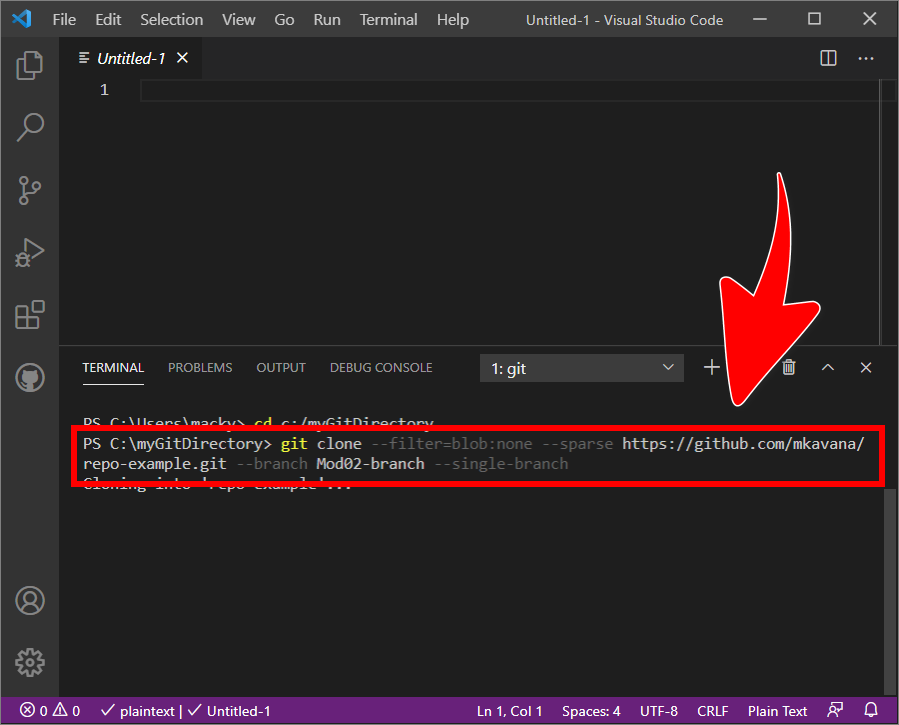 File Edit Selection View Go Run Terminal Help Untitled-1 - Visual Studio Code
Untitled-1
1
TERMINAL PROBLEMS OUTPUT DEBUG CONSOLE 1: git
PS C:\Users\macky> cd c:/myGitDirectory
PS C:\myGitDirectory> git clone --filter=blob:none --sparse https://github.com/mkavana/
repo-example.git --branch Mod02-branch --single-branch
Cloning into 'repo-example'...
0 0 plaintext | Untitled-1 Ln 1, Col 1 Spaces: 4 UTF-8 CRLF Plain Text